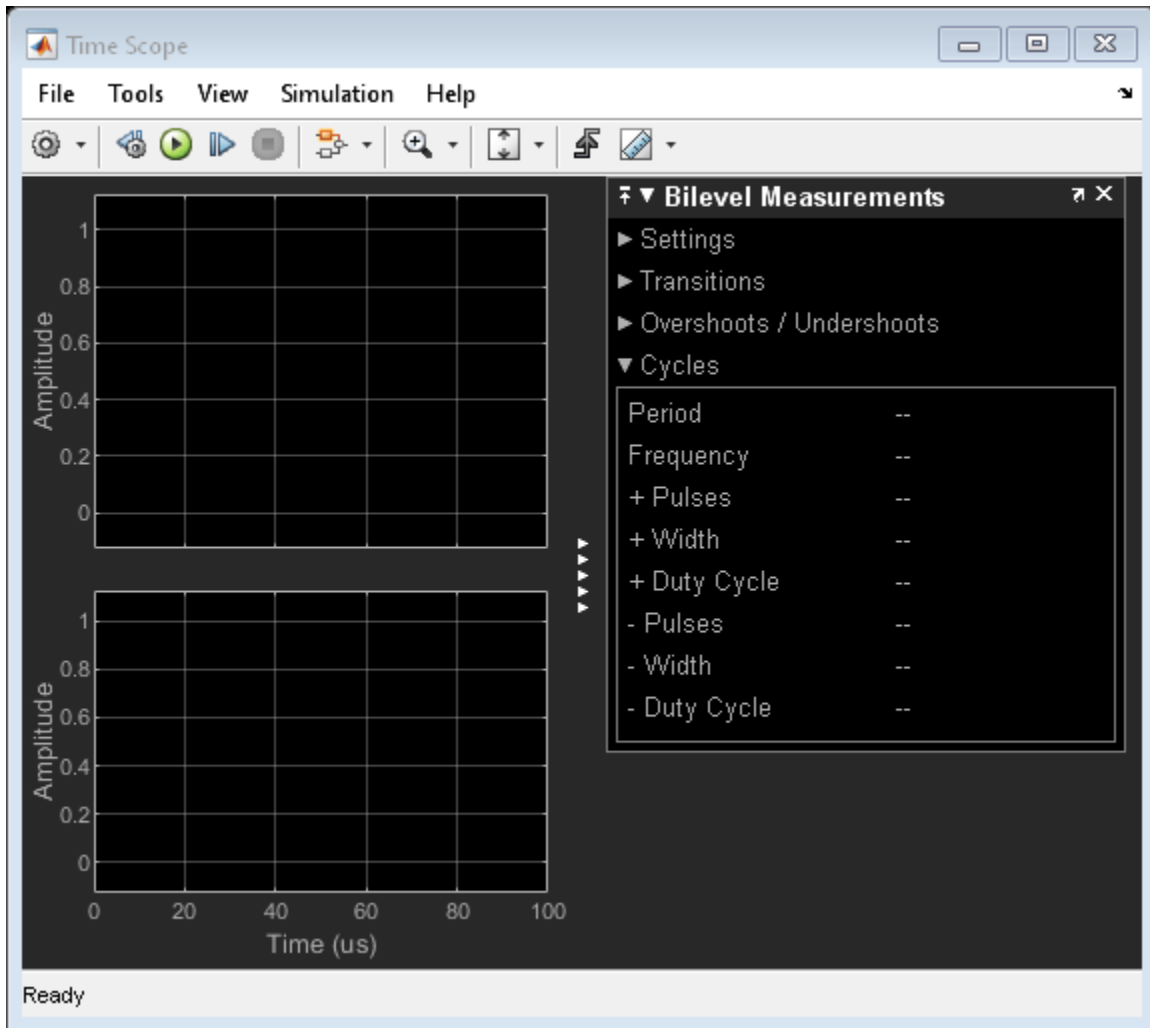 Time Scope
File Tools View Simulation Help
Amplitude
1
0.8
0.6
0.4
0.2
0
Amplitude
1
0.8
0.6
0.4
0.2
0
0 20 40 60 80 100
Time (us)
Bilevel Measurements
Settings
Transitions
Overshoots / Undershoots
Cycles
Period --
Frequency --
+ Pulses --
+ Width --
+ Duty Cycle --
- Pulses --
- Width --
- Duty Cycle --
Ready